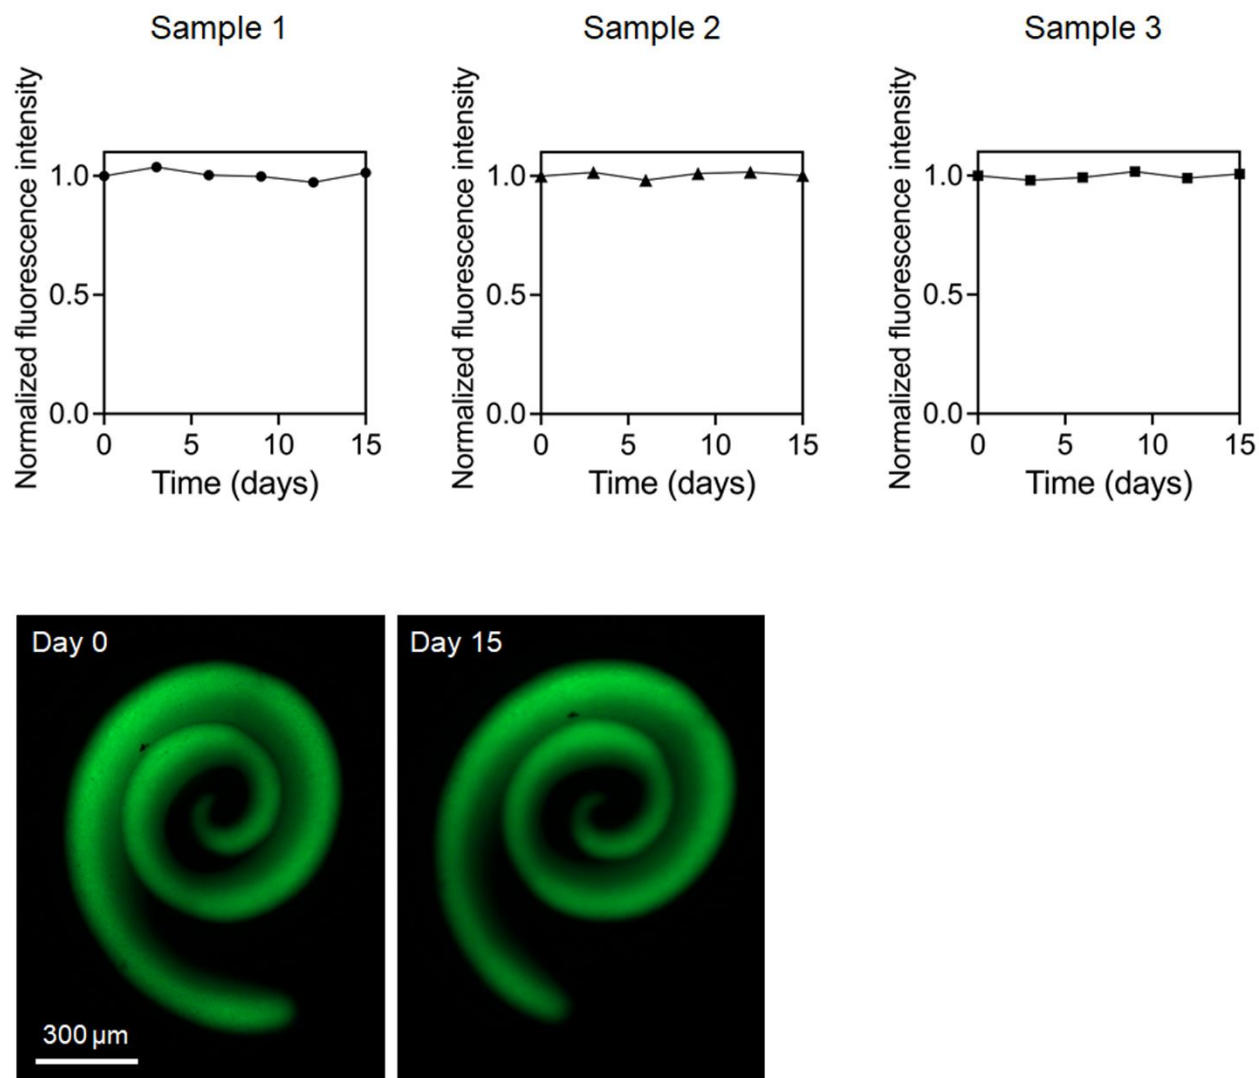 Sample 1
Sample 2
Sample 3
Normalized fluorescence intensity
1.0
0.5
0.0
0 5 10 15
Time (days)
Normalized fluorescence intensity
1.0
0.5
0.0
0 5 10 15
Time (days)
Normalized fluorescence intensity
1.0
0.5
0.0
0 5 10 15
Time (days)
Day 0
Day 15
300 μm